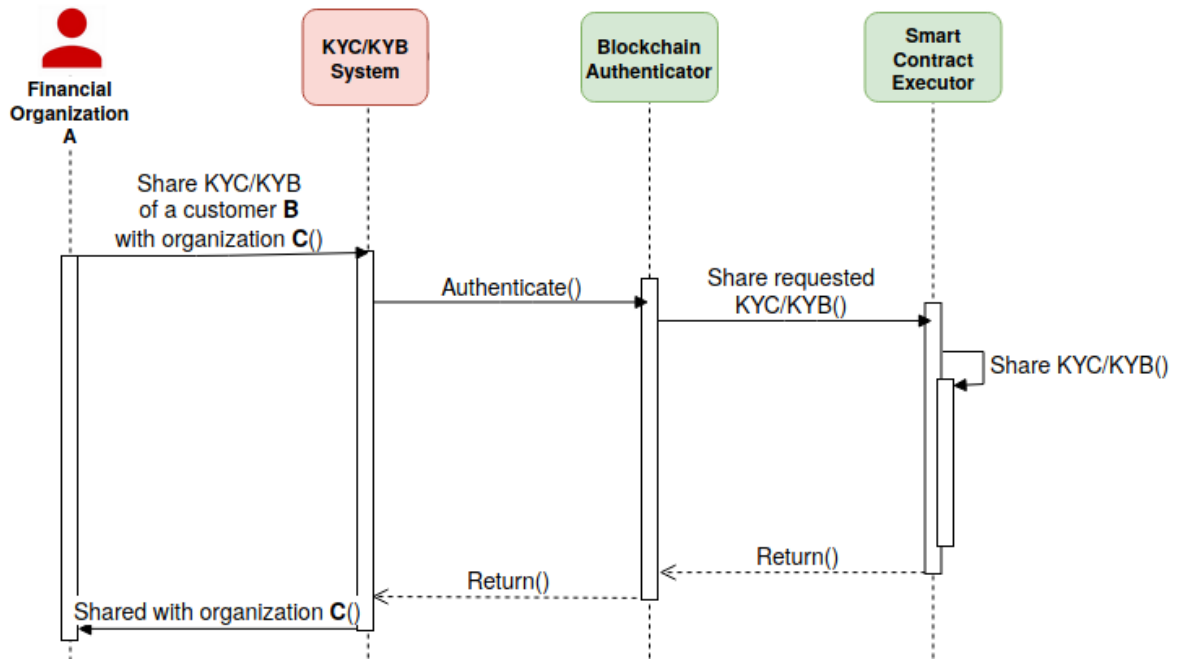 KYC/KYB
System
Blockchain
Authenticator
Smart
Contract
Executor
Financial
Organization
A
Share KYC/KYB
of a customer B
with organization C()
Authenticate()
Share requested
KYC/KYB()
Share KYC/KYB()
Return()
Return()
Shared with organization C()